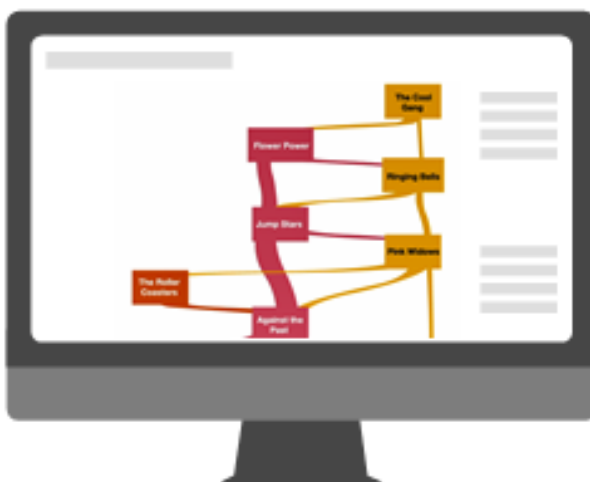 The Cool
Gang
Flower Power
Ringing Bells
Jump Stars
Pink Widows
The Roller
Coasters
Against the
Past